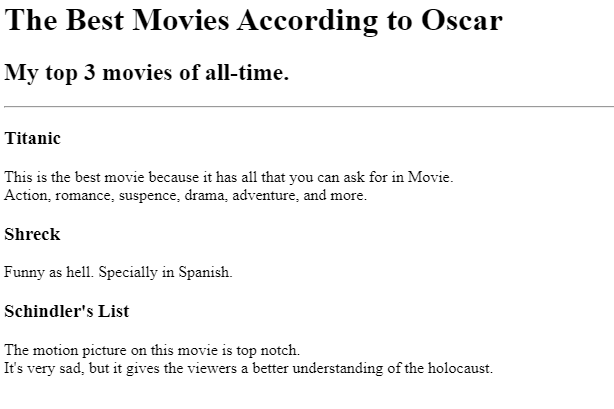 The Best Movies According to Oscar
My top 3 movies of all-time.
Titanic
This is the best movie because it has all that you can ask for in Movie.
Action, romance, suspence, drama, adventure, and more.
Shreck
Funny as hell. Specially in Spanish.
Schindler's List
The motion picture on this movie is top notch.
It's very sad, but it gives the viewers a better understanding of the holocaust.